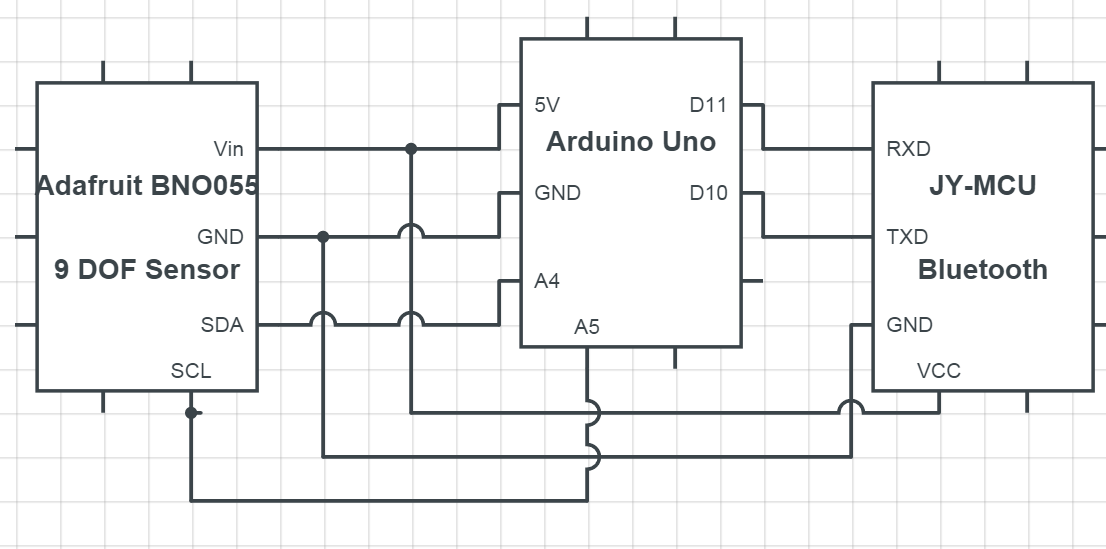 Vin
Adafruit BNO055
GND
9 DOF Sensor
SDA
SCL
5V
D11
Arduino Uno
GND
D10
A4
A5
RXD
JY-MCU
TXD
Bluetooth
GND
VCC